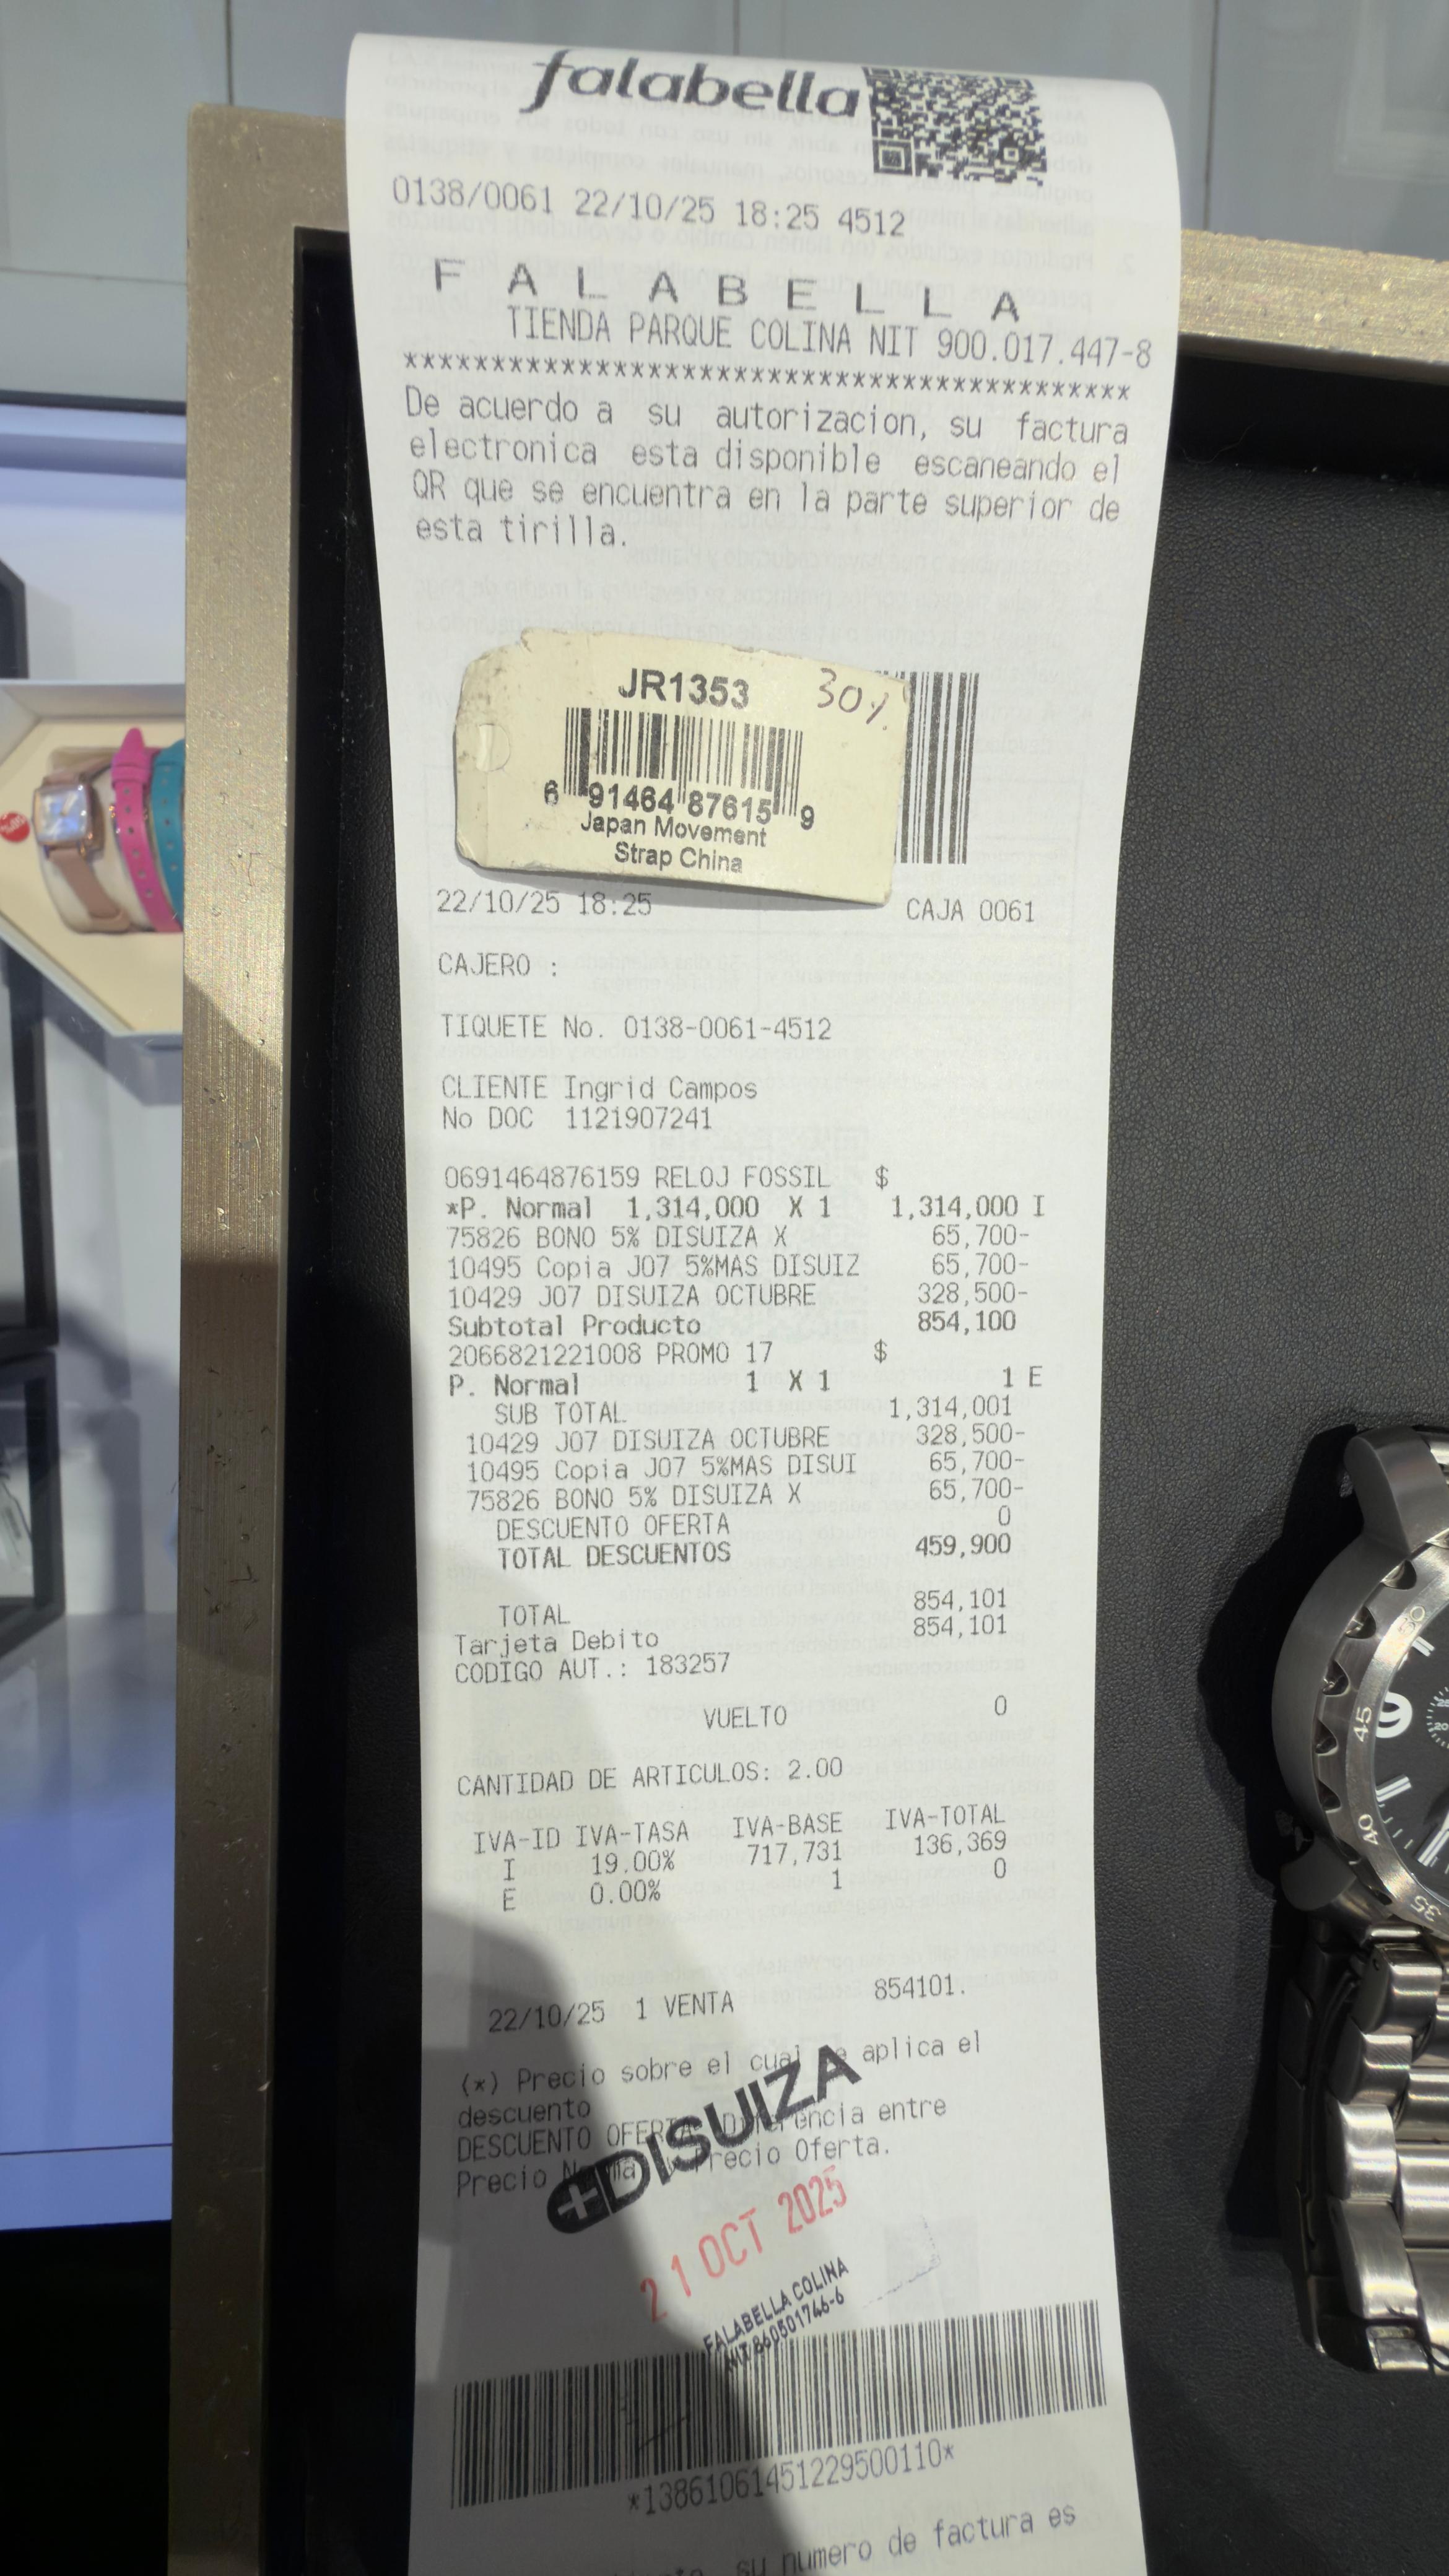 falabella
0138/0061 22/10/25 18:25 4512
F A L A B E L L A
TIENDA PARQUE COLINA NIT 900.017.447-8
******************************************
De acuerdo a su autorizacion, su factura
electronica esta disponible escaneando el
QR que se encuentra en la parte superior de
esta tirilla.
JR1353 30%
6 91464 87615 9
Japan Movement
Strap China
22/10/25 18:25 CAJA 0061
CAJERO :
TIQUETE No. 0138-0061-4512
CLIENTE Ingrid Campos
No DOC 1121907241
0691464876159 RELOJ FOSSIL $
*P. Normal 1,314,000 X 1 1,314,000 I
75826 BONO 5% DISUIZA X 65,700-
10495 Copia J07 5%MAS DISUIZ 65,700-
10429 J07 DISUIZA OCTUBRE 328,500-
Subtotal Producto 854,100
2066821221008 PROMO 17 $
P. Normal 1 X 1 1 E
SUB TOTAL 1,314,001
10429 J07 DISUIZA OCTUBRE 328,500-
10495 Copia J07 5%MAS DISUI 65,700-
75826 BONO 5% DISUIZA X 65,700-
DESCUENTO OFERTA 0
TOTAL DESCUENTOS 459,900
TOTAL 854,101
Tarjeta Debito 854,101
CODIGO AUT.: 183257
VUELTO 0
CANTIDAD DE ARTICULOS: 2.00
IVA-ID IVA-TASA IVA-BASE IVA-TOTAL
I 19.00% 717,731 136,369
E 0.00% 1 0
22/10/25 1 VENTA 854101.
(*) Precio sobre el cual se aplica el
descuento
DESCUENTO OFERTA: Diferencia entre
Precio Normal y Precio Oferta.
DISUIZA
21 OCT 2025
FALABELLA COLINA
NIT 860501746-6
*13861061451229500110*
su numero de factura es
50
45
40
35
9
20